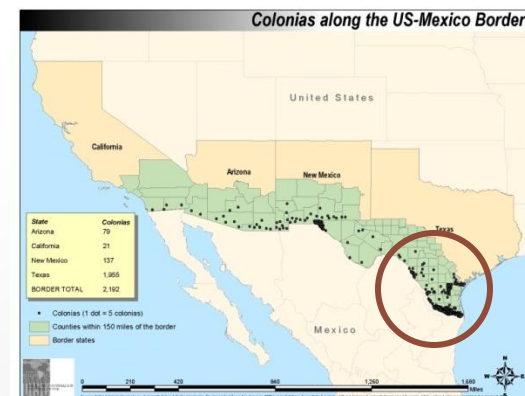 Colonias along the US-Mexico Border
United States
California
Arizona
New Mexico
Texas
State Colonias
Arizona 79
California 21
New Mexico 137
Texas 1,955
BORDER TOTAL 2,192
Colonias (1 dot = 5 colonias)
Counties within 150 miles of the border
Border states
Mexico
N
W E
S
0 210 420 840 1,260 1,680
Miles